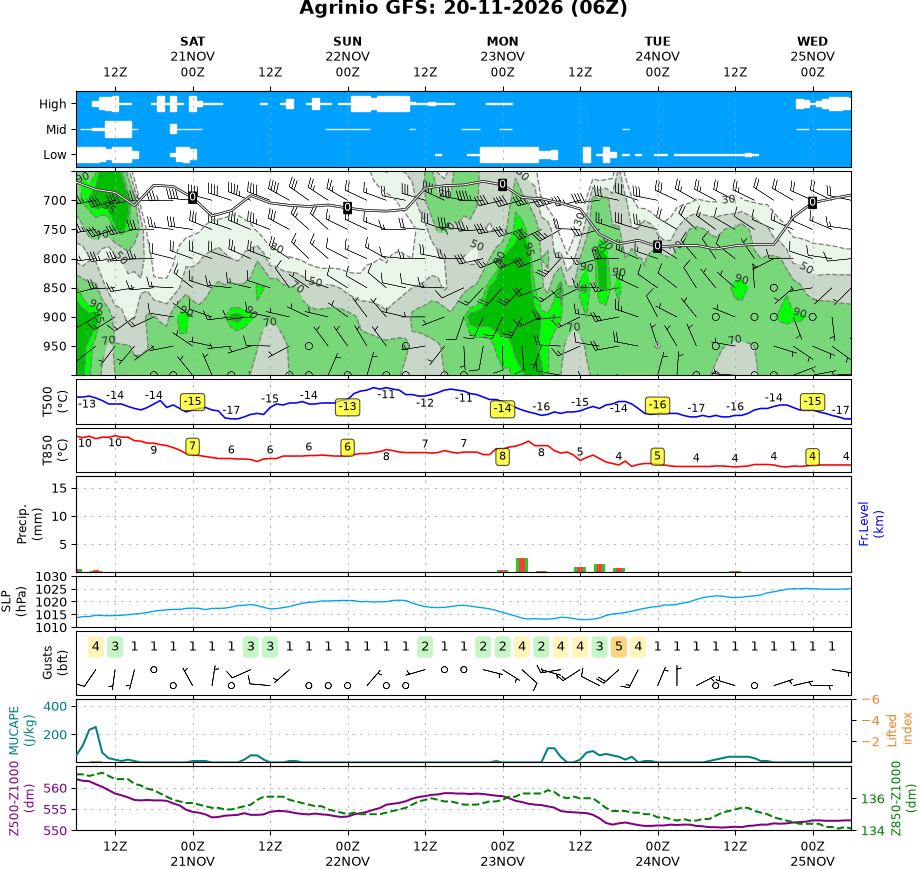 Agrinio GFS: 20-11-2026 (06Z)
SAT SUN MON TUE WED
21NOV 22NOV 23NOV 24NOV 25NOV
12Z 00Z 12Z 00Z 12Z 00Z 12Z 00Z 12Z 00Z
High
Mid
Low
700
750
800
850
900
950
0 0 0 0 0
30 50 70 90 95
T500
(°C)
-13 -14 -14 -15 -17 -15 -14 -13 -11 -12 -11 -14 -16 -15 -14 -16 -17 -16 -14 -15 -17
T850
(°C)
10 10 9 7 6 6 6 6 8 7 7 8 8 5 4 5 4 4 4 4 4
Precip.
(mm)
15
10
5
Fr.Level
(km)
SLP
(hPa)
1030
1025
1020
1015
1010
Gusts
(bft)
4 3 1 1 1 1 1 1 3 3 1 1 1 1 1 1 1 2 1 1 2 2 4 2 4 4 3 5 4 1 1 1 1 1 1 1 1 1 1
MUCAPE
(J/kg)
400
200
−6
−4
−2
Lifted
index
Z500-Z1000
(dm)
560
555
550
136
134
Z850-Z1000
(dm)
12Z 00Z 12Z 00Z 12Z 00Z 12Z 00Z 12Z 00Z
21NOV 22NOV 23NOV 24NOV 25NOV